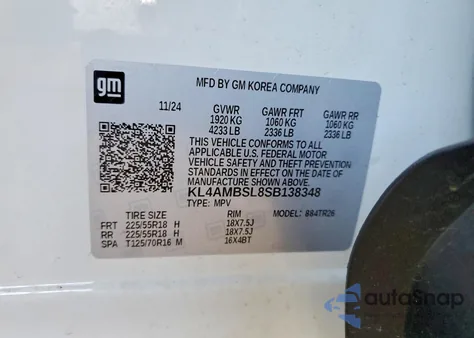 gm
MFD BY GM KOREA COMPANY
11/24 GVWR GAWR FRT GAWR RR
1920 KG 1060 KG 1060 KG
4233 LB 2336 LB 2336 LB
THIS VEHICLE CONFORMS TO ALL
APPLICABLE U.S. FEDERAL MOTOR
VEHICLE SAFETY AND THEFT PREVENTION
STANDARDS IN EFFECT ON THE DATE OF
MANUFACTURE SHOWN ABOVE.
KL4AMBSL8SB138348
TYPE: MPV MODEL: 884TR26
TIRE SIZE RIM
FRT 225/55R18 H 18X7.5J
RR 225/55R18 H 18X7.5J
SPA T125/70R16 M 16X4BT
autoSnap